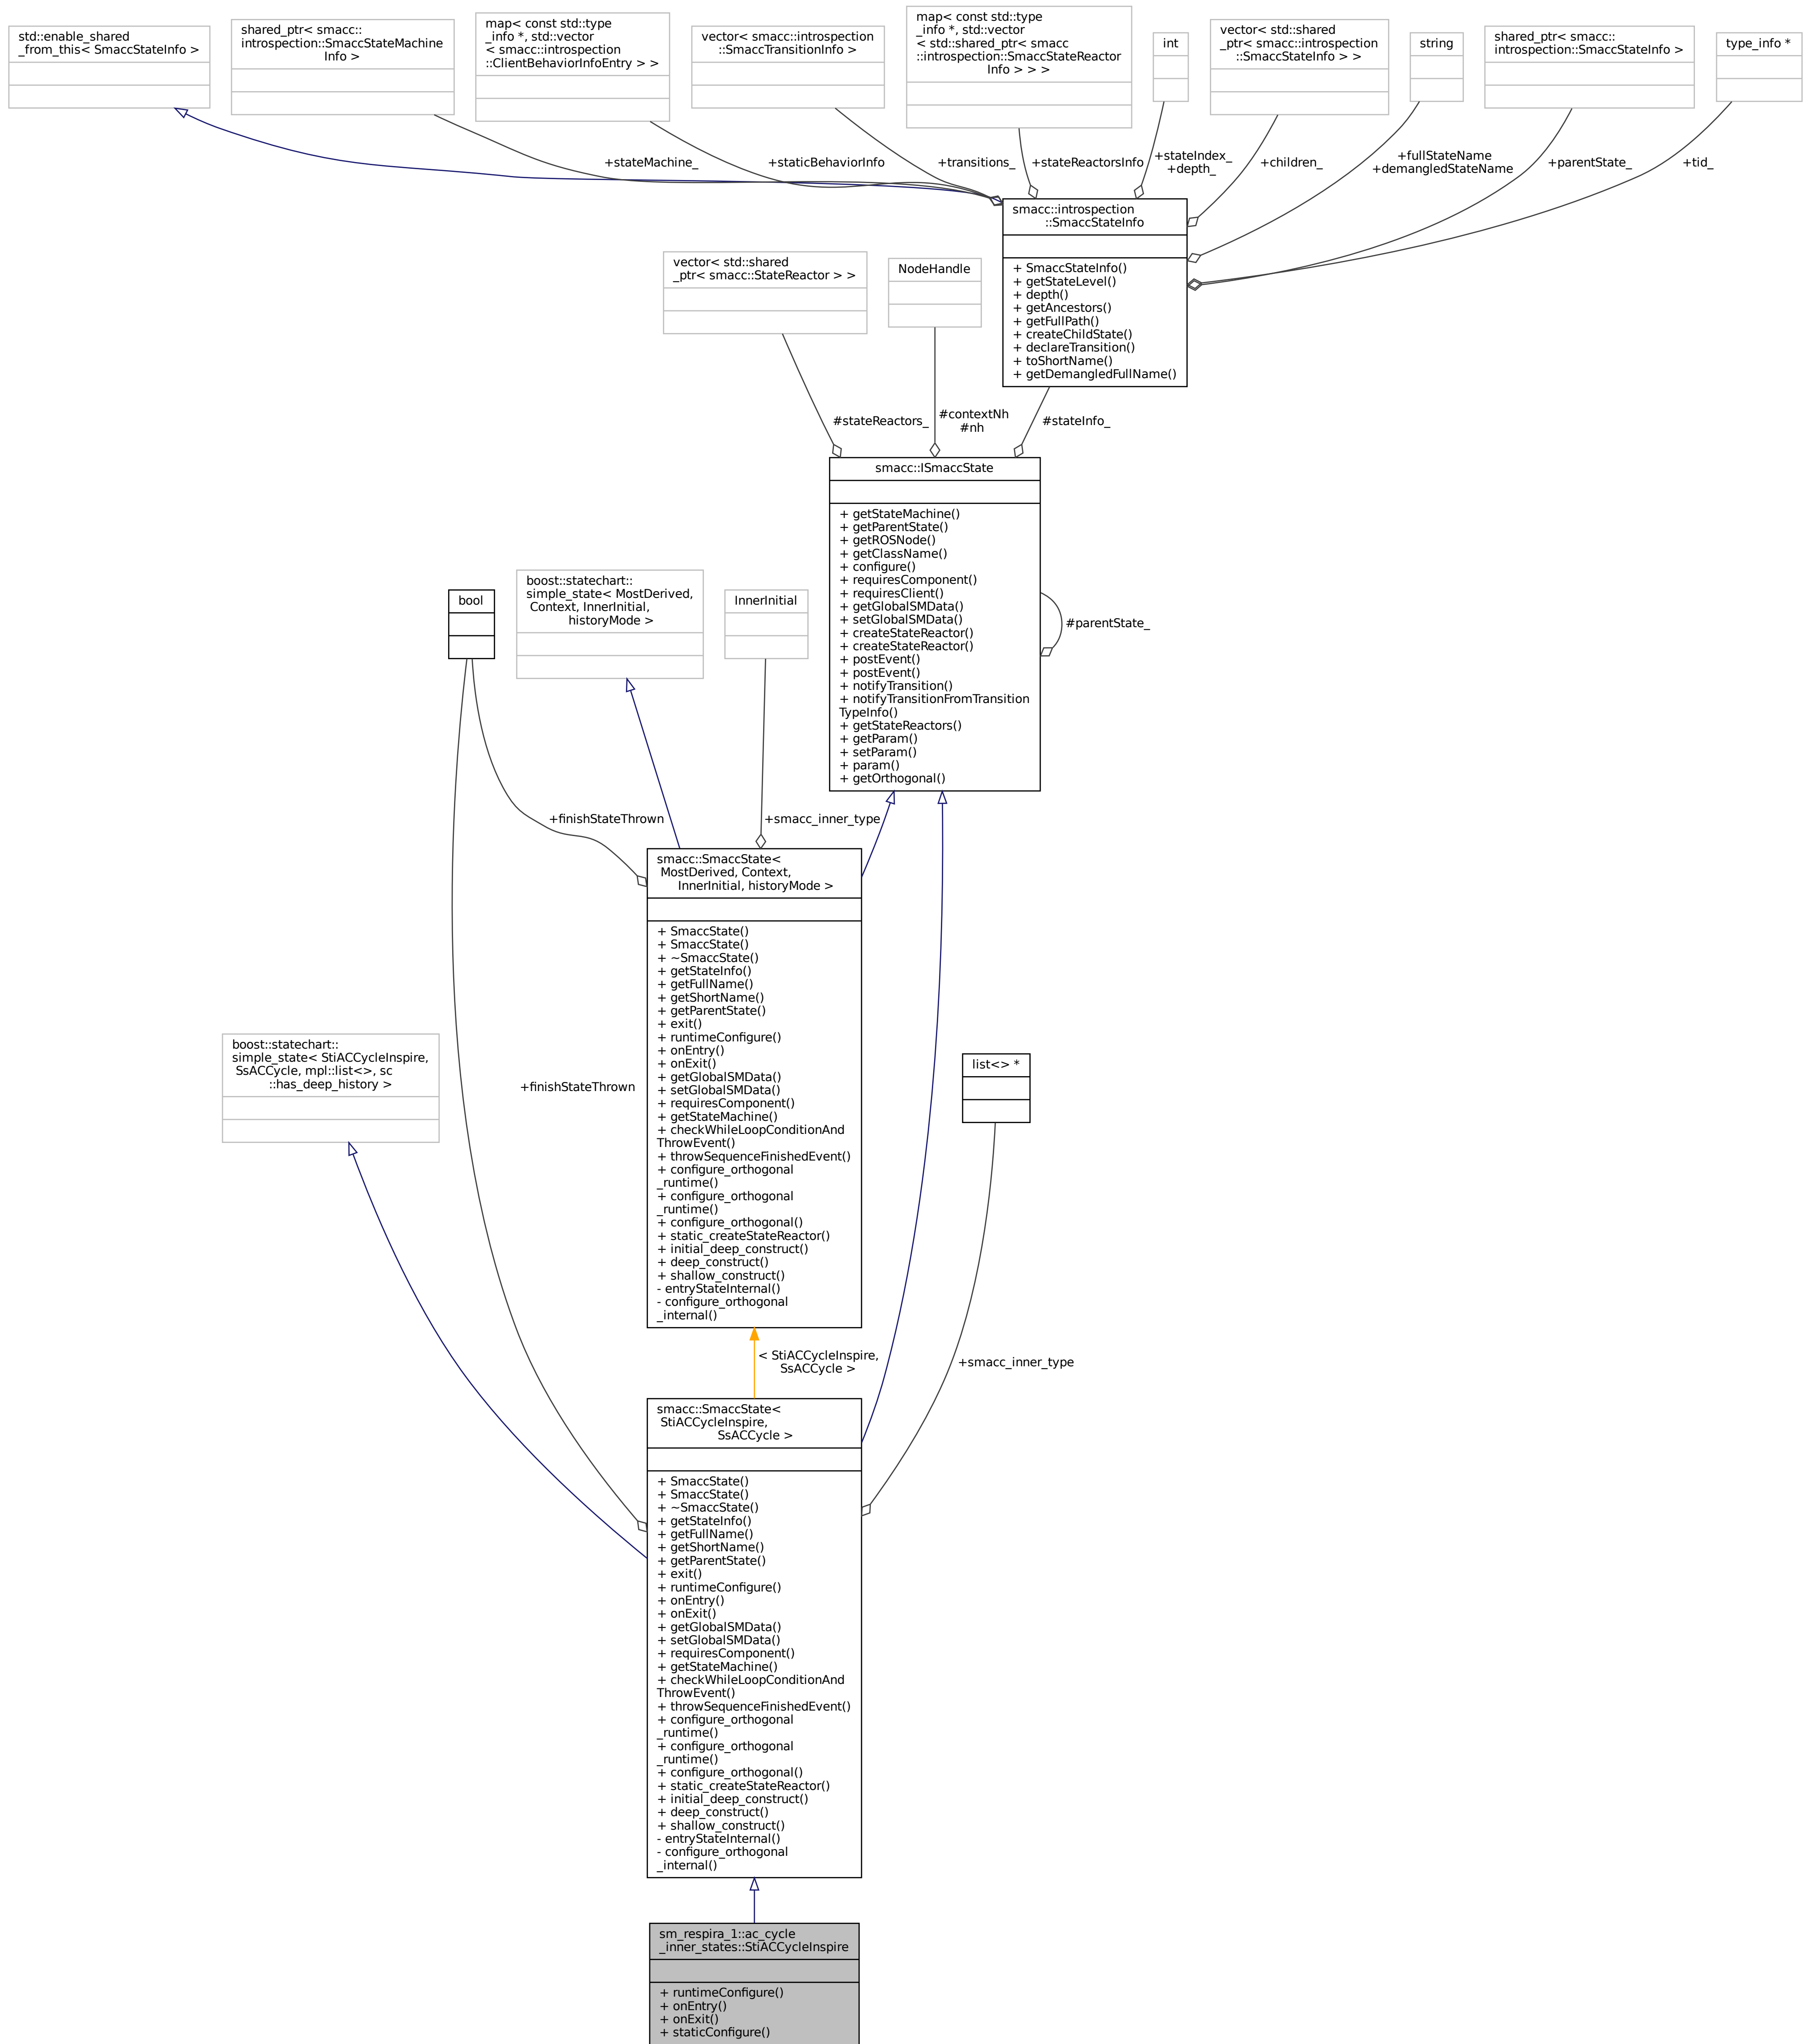 std::enable_shared
_from_this< SmaccStateInfo >
shared_ptr< smacc::
introspection::SmaccStateMachine
Info >
map< const std::type
_info *, std::vector
< smacc::introspection
::ClientBehaviorInfoEntry > >
vector< smacc::introspection
::SmaccTransitionInfo >
map< const std::type
_info *, std::vector
< std::shared_ptr< smacc
::introspection::SmaccStateReactor
Info > > >
int
vector< std::shared
_ptr< smacc::introspection
::SmaccStateInfo > >
string
shared_ptr< smacc::
introspection::SmaccStateInfo >
type_info *
+stateMachine_
+staticBehaviorInfo
+transitions_
+stateReactorsInfo
+stateIndex_
+depth_
+children_
+fullStateName
+demangledStateName
+parentState_
+tid_
smacc::introspection
::SmaccStateInfo
+ SmaccStateInfo()
+ getStateLevel()
+ depth()
+ getAncestors()
+ getFullPath()
+ createChildState()
+ declareTransition()
+ toShortName()
+ getDemangledFullName()
vector< std::shared
_ptr< smacc::StateReactor > >
NodeHandle
#stateReactors_
#contextNh
#nh
#stateInfo_
smacc::ISmaccState
+ getStateMachine()
+ getParentState()
+ getROSNode()
+ getClassName()
+ configure()
+ requiresComponent()
+ requiresClient()
+ getGlobalSMData()
+ setGlobalSMData()
+ createStateReactor()
+ createStateReactor()
+ postEvent()
+ postEvent()
+ notifyTransition()
+ notifyTransitionFromTransition
TypeInfo()
+ getStateReactors()
+ getParam()
+ setParam()
+ param()
+ getOrthogonal()
#parentState_
bool
boost::statechart::
simple_state< MostDerived,
Context, InnerInitial,
historyMode >
InnerInitial
+finishStateThrown
+smacc_inner_type
smacc::SmaccState<
MostDerived, Context,
InnerInitial, historyMode >
+ SmaccState()
+ SmaccState()
+ ~SmaccState()
+ getStateInfo()
+ getFullName()
+ getShortName()
+ getParentState()
+ exit()
+ runtimeConfigure()
+ onEntry()
+ onExit()
+ getGlobalSMData()
+ setGlobalSMData()
+ requiresComponent()
+ getStateMachine()
+ checkWhileLoopConditionAnd
ThrowEvent()
+ throwSequenceFinishedEvent()
+ configure_orthogonal
_runtime()
+ configure_orthogonal
_runtime()
+ configure_orthogonal()
+ static_createStateReactor()
+ initial_deep_construct()
+ deep_construct()
+ shallow_construct()
- entryStateInternal()
- configure_orthogonal
_internal()
boost::statechart::
simple_state< StiACCycleInspire,
SsACCycle, mpl::list<>, sc
::has_deep_history >
+finishStateThrown
list<> *
< StiACCycleInspire,
SsACCycle >
+smacc_inner_type
smacc::SmaccState<
StiACCycleInspire,
SsACCycle >
+ SmaccState()
+ SmaccState()
+ ~SmaccState()
+ getStateInfo()
+ getFullName()
+ getShortName()
+ getParentState()
+ exit()
+ runtimeConfigure()
+ onEntry()
+ onExit()
+ getGlobalSMData()
+ setGlobalSMData()
+ requiresComponent()
+ getStateMachine()
+ checkWhileLoopConditionAnd
ThrowEvent()
+ throwSequenceFinishedEvent()
+ configure_orthogonal
_runtime()
+ configure_orthogonal
_runtime()
+ configure_orthogonal()
+ static_createStateReactor()
+ initial_deep_construct()
+ deep_construct()
+ shallow_construct()
- entryStateInternal()
- configure_orthogonal
_internal()
sm_respira_1::ac_cycle
_inner_states::StiACCycleInspire
+ runtimeConfigure()
+ onEntry()
+ onExit()
+ staticConfigure()